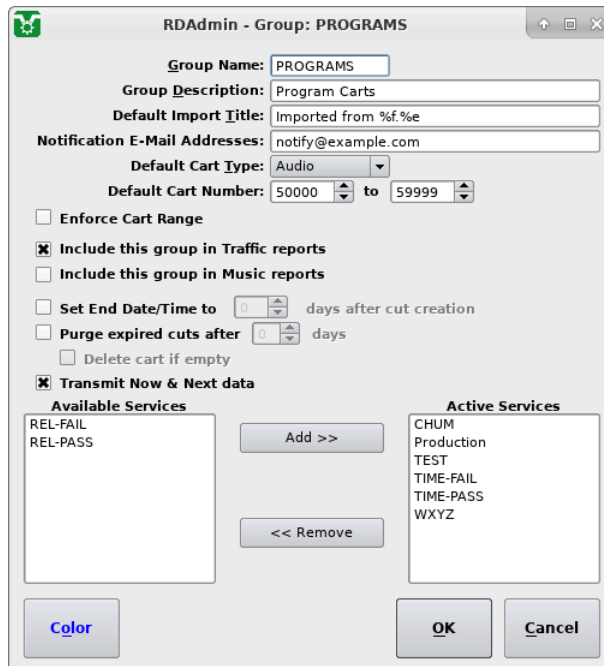 RDAdmin - Group: PROGRAMS
Group Name: PROGRAMS
Group Description: Program Carts
Default Import Title: Imported from %f.%e
Notification E-Mail Addresses: notify@example.com
Default Cart Type: Audio
Default Cart Number: 50000 to 59999
Enforce Cart Range
Include this group in Traffic reports
Include this group in Music reports
Set End Date/Time to 0 days after cut creation
Purge expired cuts after 0 days
Delete cart if empty
Transmit Now & Next data
Available Services
REL-FAIL
REL-PASS
Add >>
<< Remove
Active Services
CHUM
Production
TEST
TIME-FAIL
TIME-PASS
WXYZ
Color
OK
Cancel